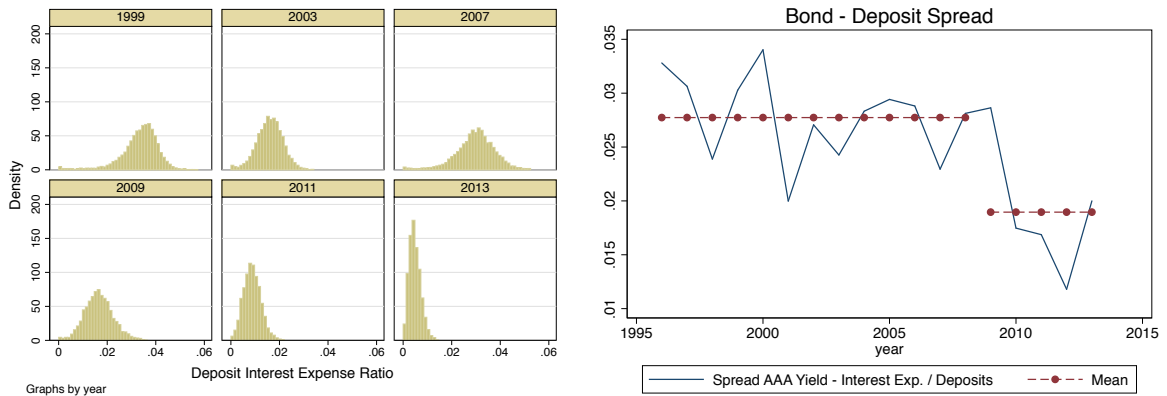 1999 2003 2007
200
150
100
50
0
2009 2011 2013
200
150
100
50
0
0 .02 .04 .06 0 .02 .04 .06 0 .02 .04 .06
Density
Deposit Interest Expense Ratio
Graphs by year
Bond - Deposit Spread
.035
.03
.025
.02
.015
.01
1995 2000 2005 2010 2015
year
Spread AAA Yield - Interest Exp. / Deposits Mean